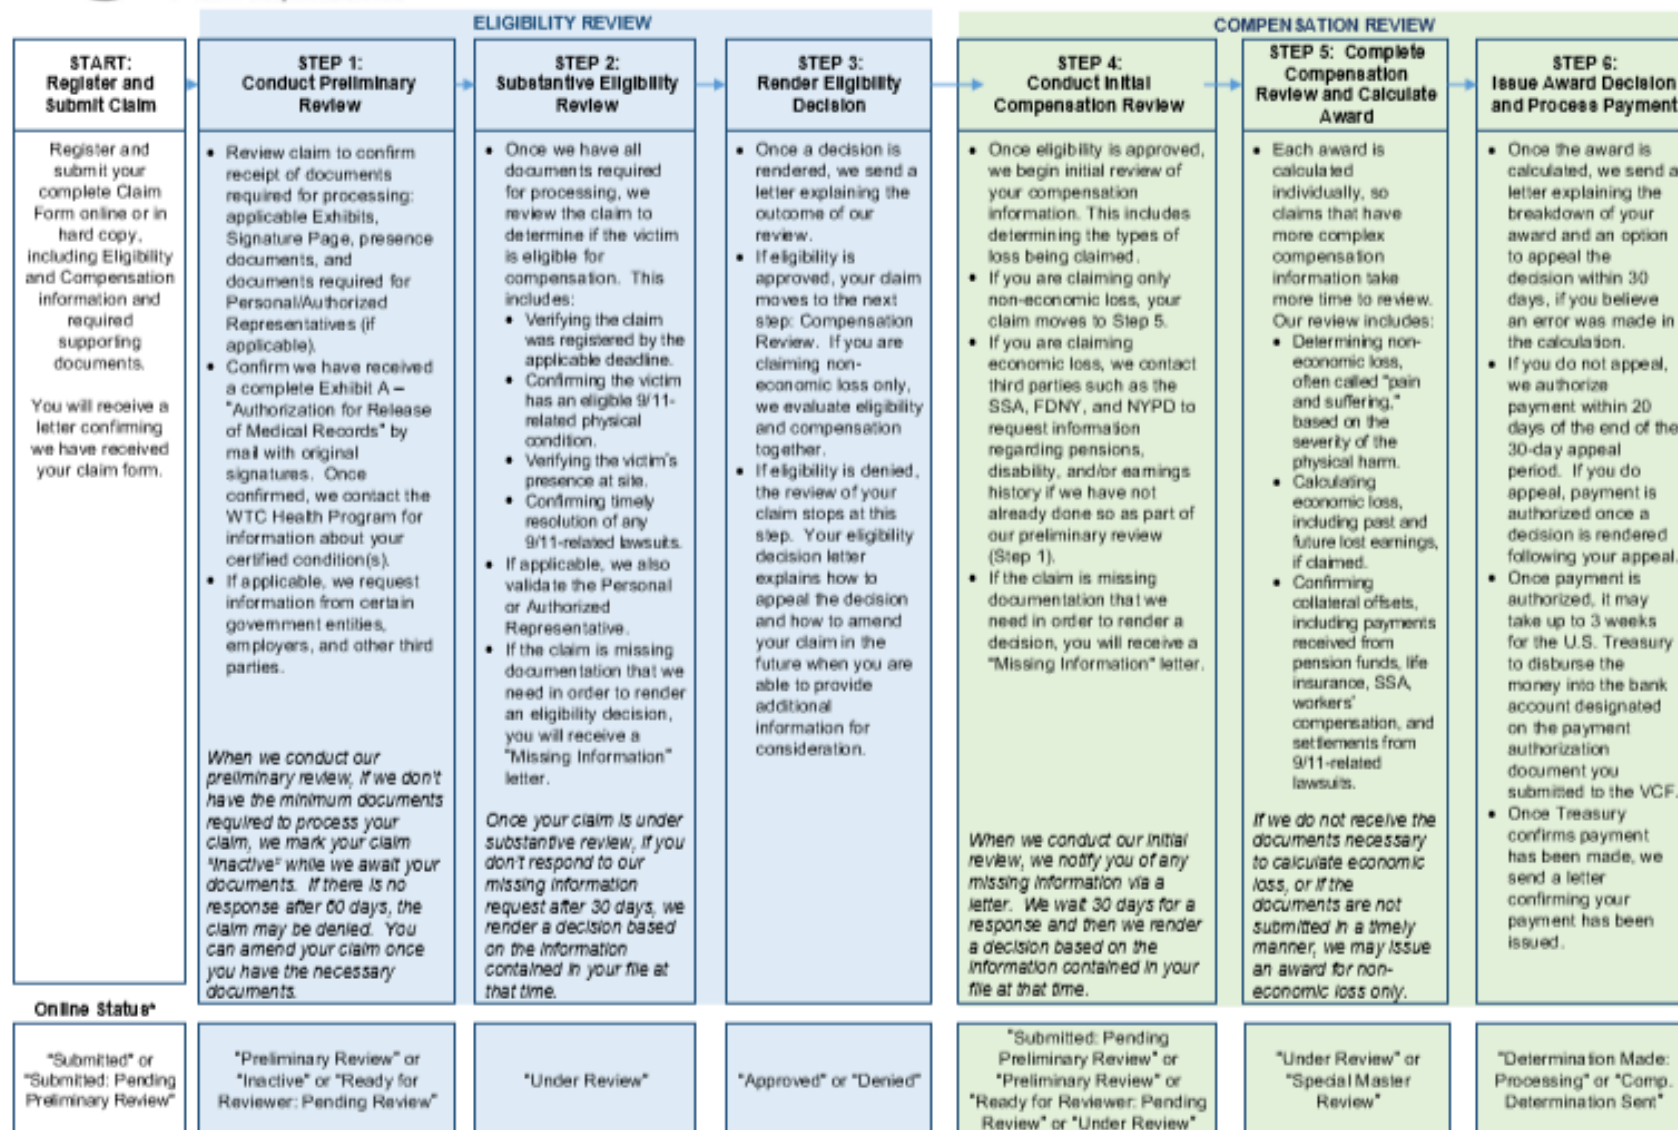 ELIGIBILITY REVIEW
COMPENSATION REVIEW
START:
Register and
Submit Claim
STEP 1:
Conduct Preliminary
Review
STEP 2:
Substantive Eligibility
Review
STEP 3:
Render Eligibility
Decision
STEP 4:
Conduct Initial
Compensation Review
STEP 5: Complete
Compensation
Review and Calculate
Award
STEP 6:
Issue Award Decision
and Process Payment
Register and
submit your
complete Claim
Form online or in
hard copy,
including Eligibility
and Compensation
information and
required
supporting
documents.
You will receive a
letter confirming
we have received
your claim form.
• Review claim to confirm
receipt of documents
required for processing:
applicable Exhibits,
Signature Page, presence
documents, and
documents required for
Personal/Authorized
Representatives (if
applicable).
• Confirm we have received
a complete Exhibit A –
"Authorization for Release
of Medical Records" by
mail with original
signatures. Once
confirmed, we contact the
WTC Health Program for
information about your
certified condition(s).
• If applicable, we request
information from certain
government entities,
employers, and other third
parties.
When we conduct our
preliminary review, if we don't
have the minimum documents
required to process your
claim, we mark your claim
"Inactive" while we await your
documents. If there is no
response after 60 days, the
claim may be denied. You
can amend your claim once
you have the necessary
documents.
• Once we have all
documents required
for processing, we
review the claim to
determine if the victim
is eligible for
compensation. This
includes:
• Verifying the claim
was registered by the
applicable deadline.
• Confirming the victim
has an eligible 9/11-
related physical
condition.
• Verifying the victim's
presence at site.
• Confirming timely
resolution of any
9/11-related lawsuits.
• If applicable, we also
validate the Personal
or Authorized
Representative.
• If the claim is missing
documentation that we
need in order to render
an eligibility decision,
you will receive a
"Missing Information"
letter.
Once your claim is under
substantive review, if you
don't respond to our
missing information
request after 30 days, we
render a decision based
on the information
contained in your file at
that time.
• Once a decision is
rendered, we send a
letter explaining the
outcome of our
review.
• If eligibility is
approved, your claim
moves to the next
step: Compensation
Review. If you are
claiming non-
economic loss only,
we evaluate eligibility
and compensation
together.
• If eligibility is denied,
the review of your
claim stops at this
step. Your eligibility
decision letter
explains how to
appeal the decision
and how to amend
your claim in the
future when you are
able to provide
additional
information for
consideration.
• Once eligibility is approved,
we begin initial review of
your compensation
information. This includes
determining the types of
loss being claimed.
• If you are claiming only
non-economic loss, your
claim moves to Step 5.
• If you are claiming
economic loss, we contact
third parties such as the
SSA, FDNY, and NYPD to
request information
regarding pensions,
disability, and/or earnings
history if we have not
already done so as part of
our preliminary review
(Step 1).
• If the claim is missing
documentation that we
need in order to render a
decision, you will receive a
"Missing Information" letter.
When we conduct our initial
review, we notify you of any
missing information via a
letter. We wait 30 days for a
response and then we render
a decision based on the
information contained in your
file at that time.
• Each award is
calculated
individually, so
claims that have
more complex
compensation
information take
more time to review.
Our review includes:
• Determining non-
economic loss,
often called "pain
and suffering,"
based on the
severity of the
physical harm.
• Calculating
economic loss,
including past and
future lost earnings,
if claimed.
• Confirming
collateral offsets,
including payments
received from
pension funds, life
insurance, SSA,
workers'
compensation, and
settlements from
9/11-related
lawsuits.
If we do not receive the
documents necessary
to calculate economic
loss, or if the
documents are not
submitted in a timely
manner, we may issue
an award for non-
economic loss only.
• Once the award is
calculated, we send a
letter explaining the
breakdown of your
award and an option
to appeal the
decision within 30
days, if you believe
an error was made in
the calculation.
• If you do not appeal,
we authorize
payment within 20
days of the end of the
30-day appeal
period. If you do
appeal, payment is
authorized once a
decision is rendered
following your appeal.
• Once payment is
authorized, it may
take up to 3 weeks
for the U.S. Treasury
to disburse the
money into the bank
account designated
on the payment
authorization
document you
submitted to the VCF.
• Once Treasury
confirms payment
has been made, we
send a letter
confirming your
payment has been
issued.
Online Status*
"Submitted" or
"Submitted: Pending
Preliminary Review"
"Preliminary Review" or
"Inactive" or "Ready for
Reviewer: Pending Review"
"Under Review"
"Approved" or "Denied"
"Submitted: Pending
Preliminary Review" or
"Preliminary Review" or
"Ready for Reviewer: Pending
Review" or "Under Review"
"Under Review" or
"Special Master
Review"
"Determination Made:
Processing" or "Comp.
Determination Sent"